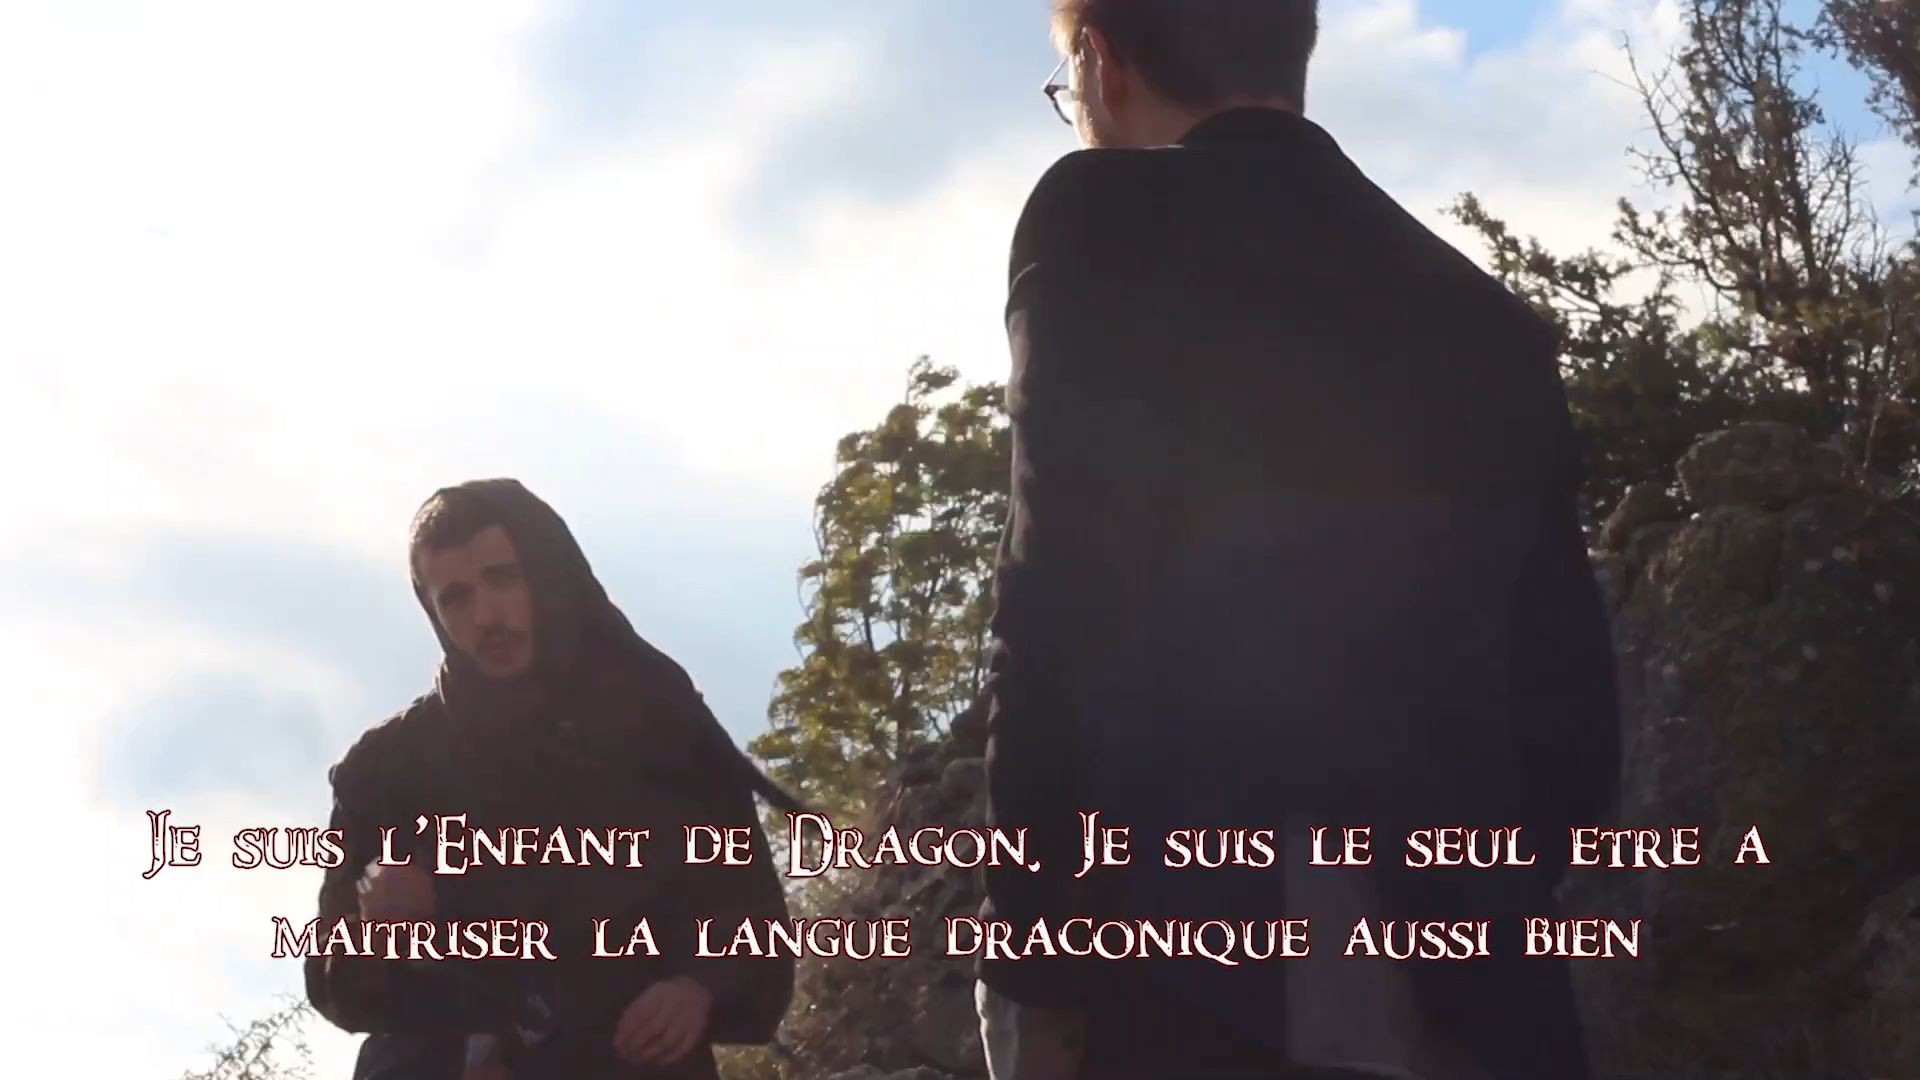 Je suis l'Enfant de Dragon. Je suis le seul etre a
maitriser la langue draconique aussi bien